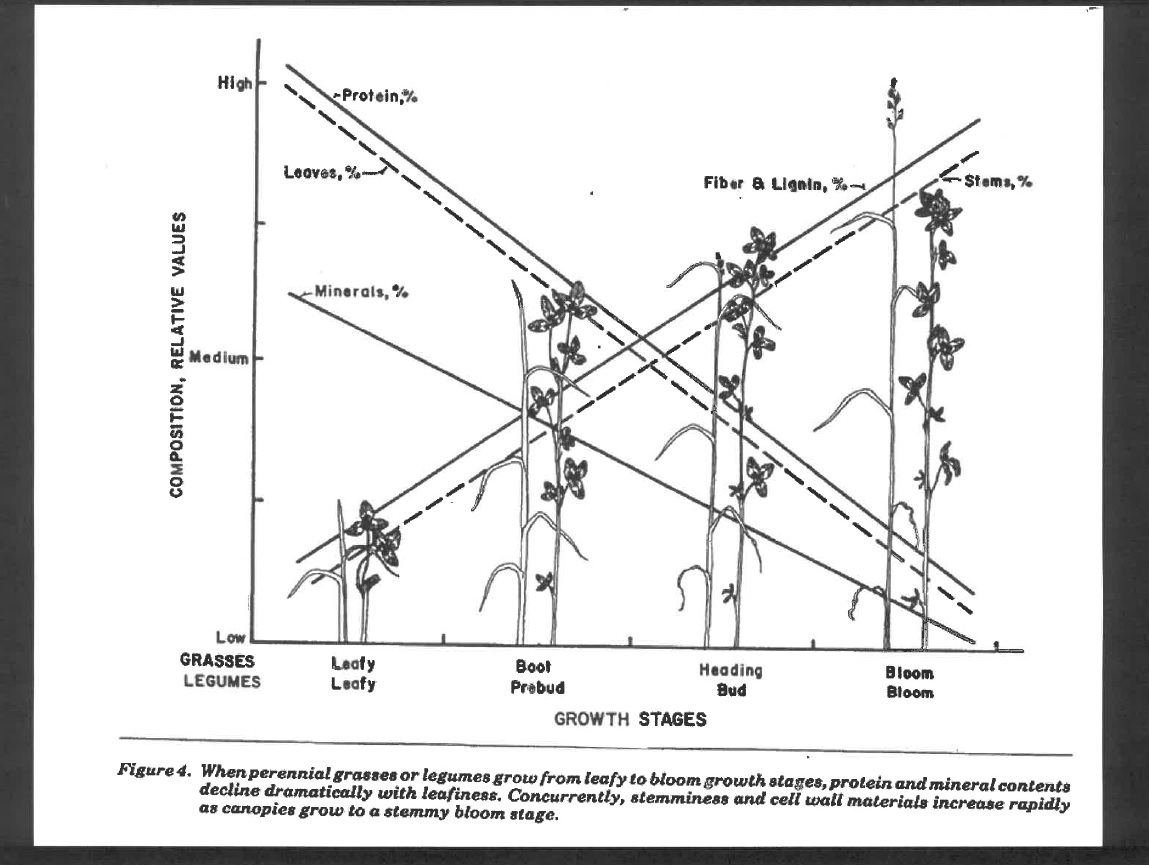 High
Protein,%
Leaves, %
Fiber & Lignin, %
Stems,%
Minerals, %
COMPOSITION, RELATIVE VALUES
Medium
Low
GRASSES Leafy Boot Heading Bloom
LEGUMES Leafy Prebud Bud Bloom
GROWTH STAGES
Figure 4. When perennial grasses or legumes grow from leafy to bloom growth stages, protein and mineral contents
decline dramatically with leafiness. Concurrently, stemminess and cell wall materials increase rapidly
as canopies grow to a stemmy bloom stage.